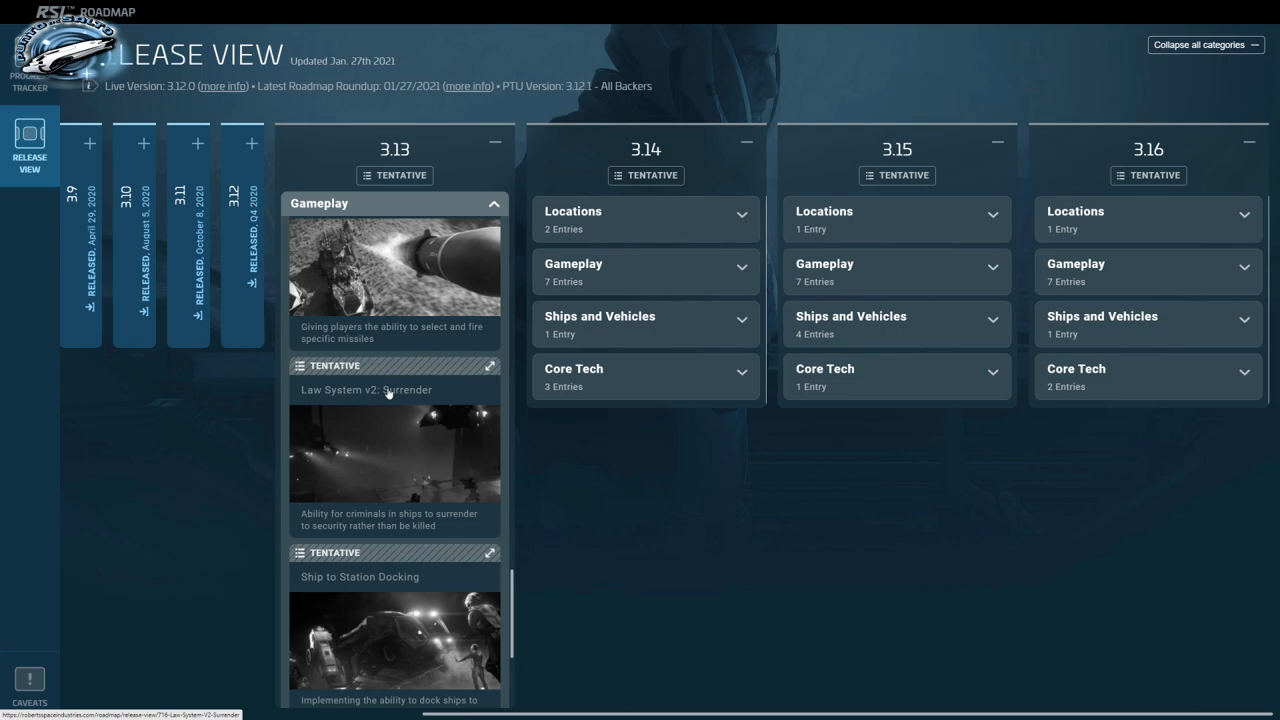 RSI™ ROADMAP
PUNTO DE SALTO
LEASE VIEW Updated Jan. 27th 2021
Collapse all categories
TRACKER
Live Version: 3.12.0 (more info) • Latest Roadmap Roundup: 01/27/2021 (more info) • PTU Version: 3.12.1 - All Backers
RELEASE
VIEW
3.9
RELEASED, April 29, 2020
3.10
RELEASED, August 5, 2020
3.11
RELEASED, October 8, 2020
3.12
RELEASED, Q4 2020
3.13
TENTATIVE
Gameplay
Giving players the ability to select and fire
specific missiles
TENTATIVE
Law System v2: Surrender
Ability for criminals in ships to surrender
to security rather than be killed
TENTATIVE
Ship to Station Docking
Implementing the ability to dock ships to
3.14
TENTATIVE
Locations
2 Entries
Gameplay
7 Entries
Ships and Vehicles
1 Entry
Core Tech
3 Entries
3.15
TENTATIVE
Locations
1 Entry
Gameplay
7 Entries
Ships and Vehicles
4 Entries
Core Tech
1 Entry
3.16
TENTATIVE
Locations
1 Entry
Gameplay
7 Entries
Ships and Vehicles
1 Entry
Core Tech
2 Entries
CAVEATS
https://robertsspaceindustries.com/roadmap/release-view/716-Law-System-V2-Surrender